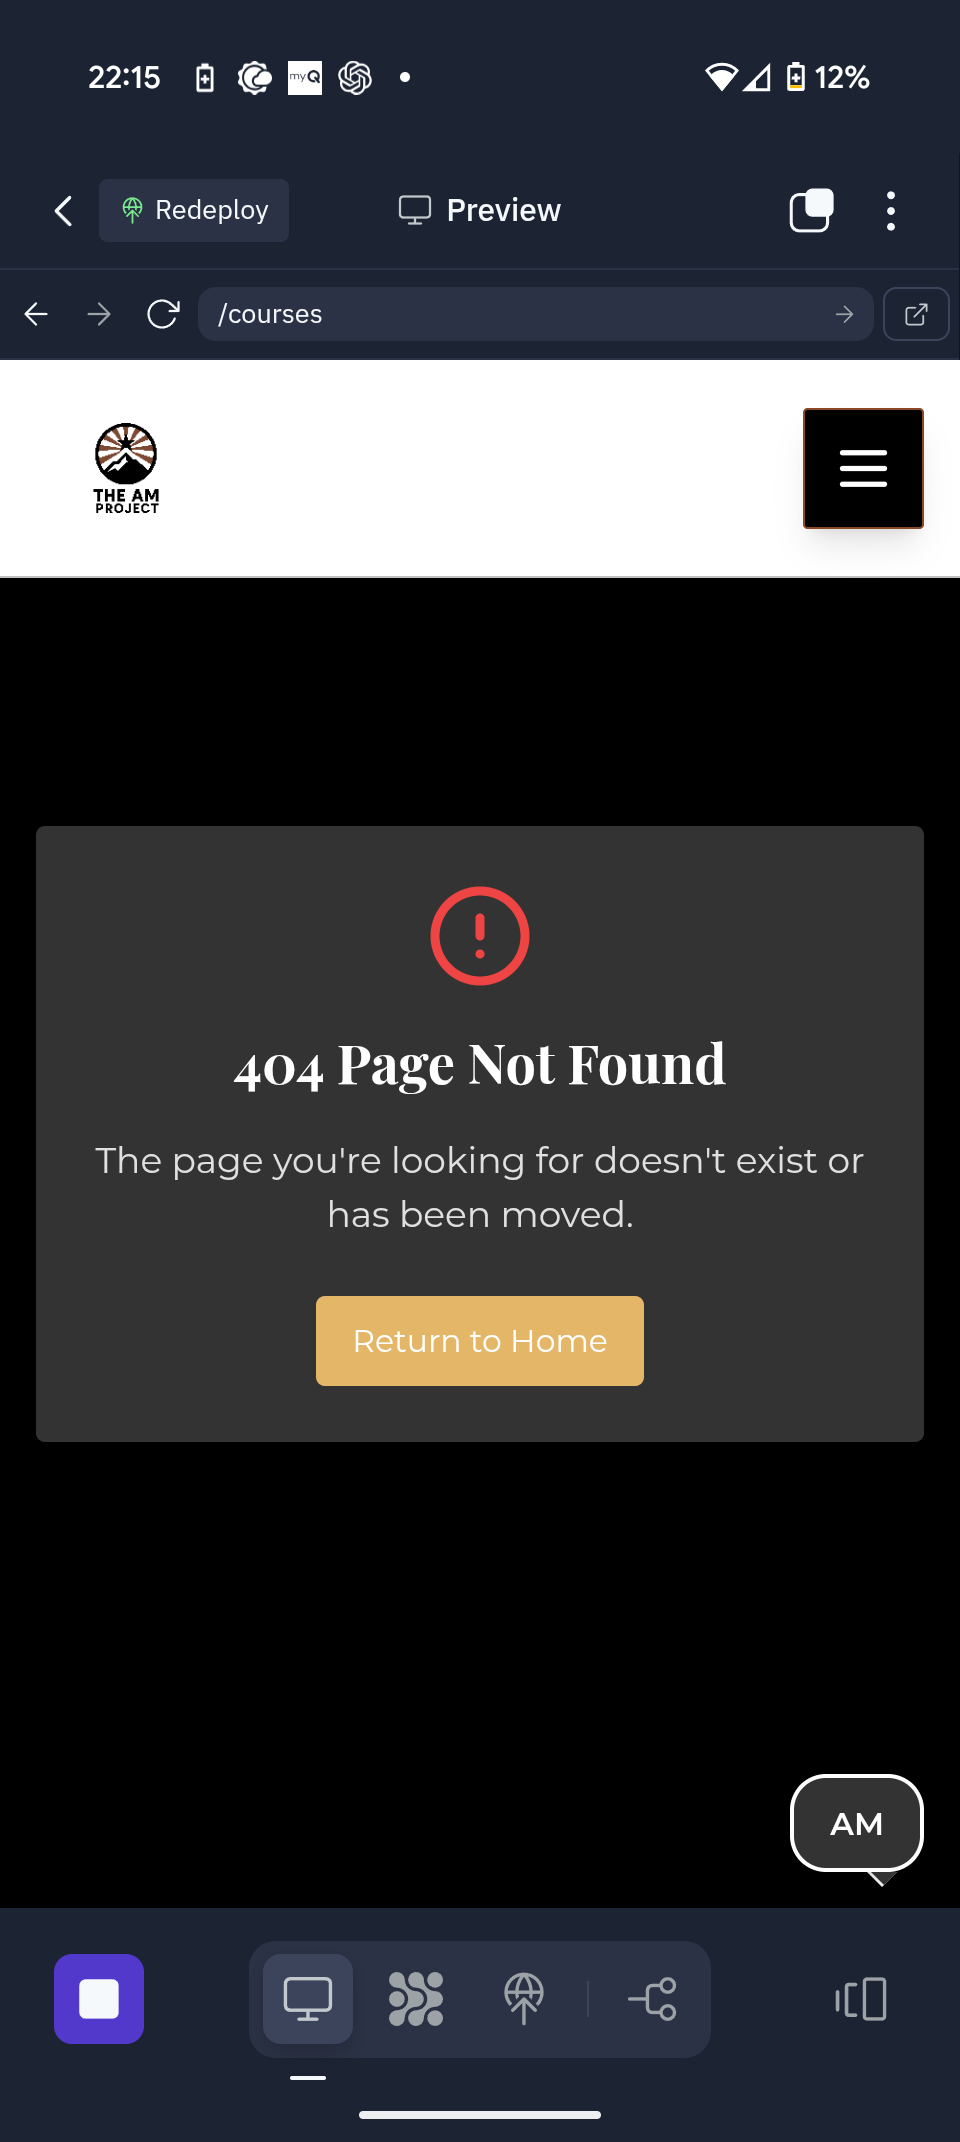 22:15
myQ
12%
Redeploy
Preview
/courses
THE AM
PROJECT
404 Page Not Found
The page you're looking for doesn't exist or
has been moved.
Return to Home
AM